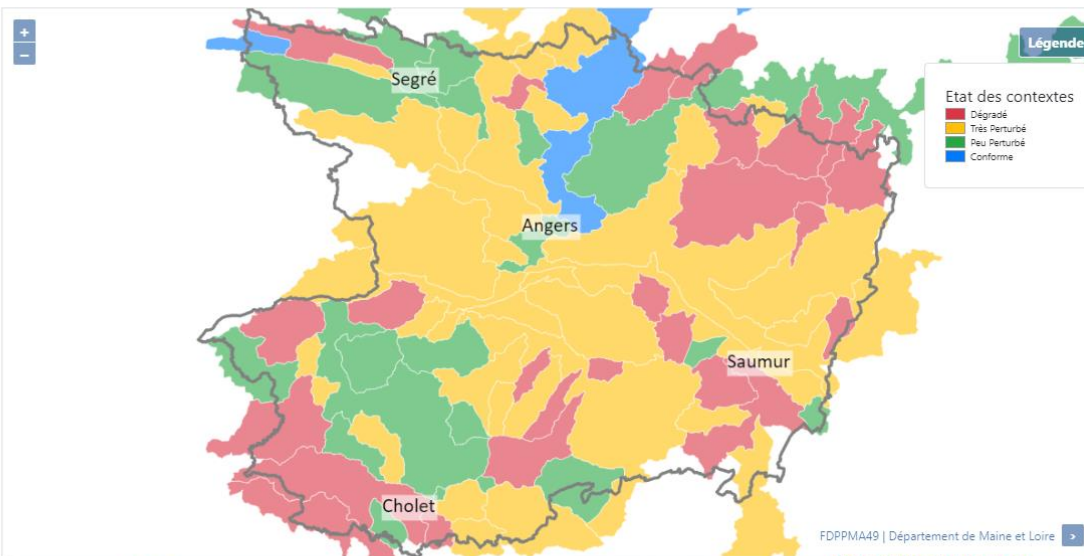 +
−
Légende
Segré
Etat des contextes
Dégradé
Très Perturbé
Peu Perturbé
Conforme
Angers
Saumur
Cholet
FDPPMA49 | Département de Maine et Loire
»